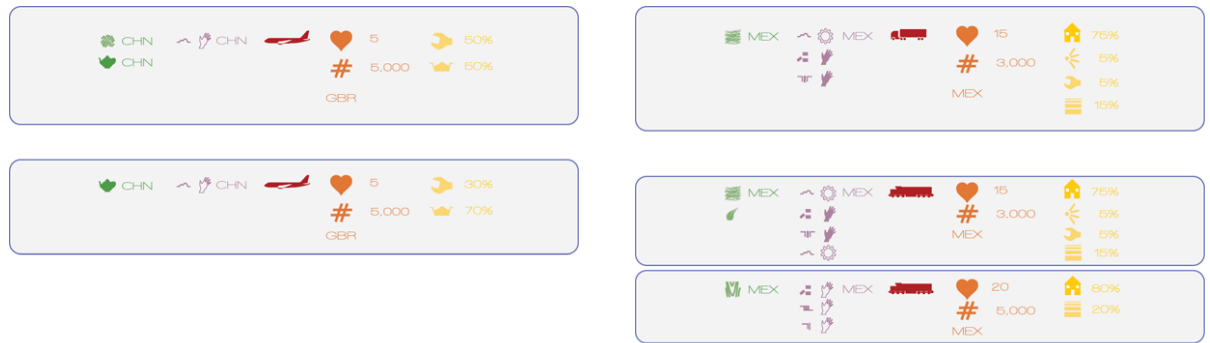 CHN CHN 5 50%
CHN 5,000 50%
GBR
MEX MEX 15 75%
3,000 5%
5%
MEX
15%
CHN CHN 5 30%
5,000 70%
GBR
MEX MEX 15 75%
3,000 5%
MEX 5%
15%
MEX MEX 20 80%
5,000 20%
MEX